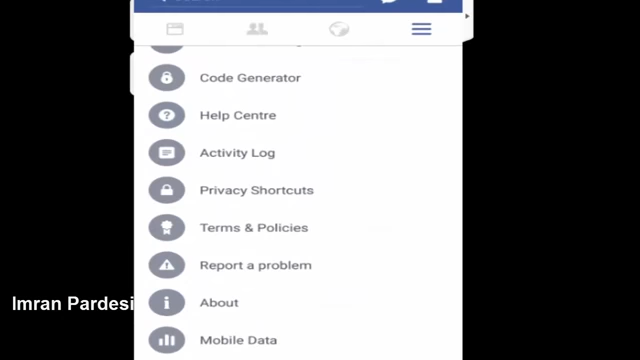 Code Generator
Help Centre
Activity Log
Privacy Shortcuts
Terms & Policies
Report a problem
Imran Pardesi
About
Mobile Data